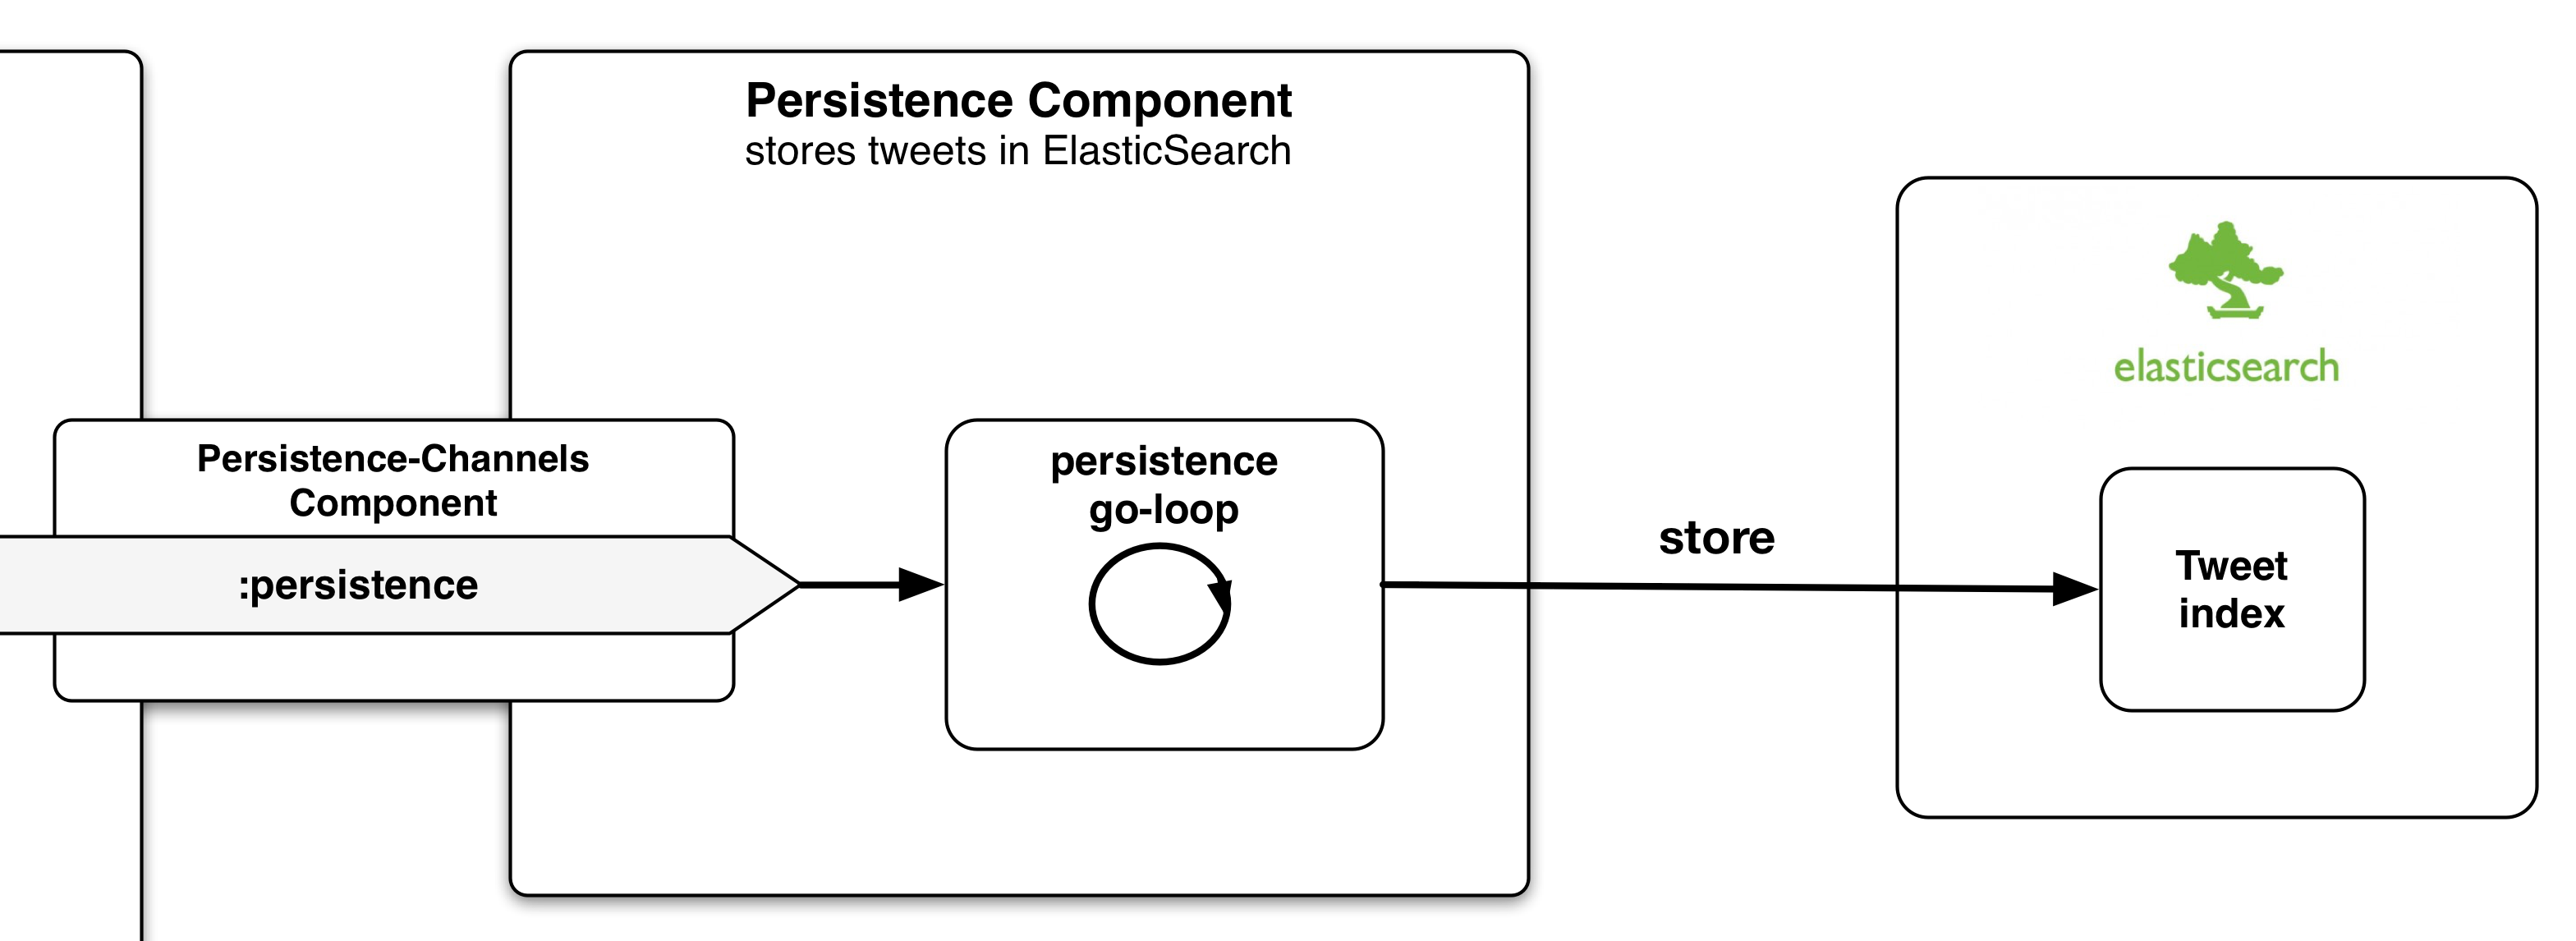 Persistence Component
stores tweets in ElasticSearch
elasticsearch
Persistence-Channels
Component
:persistence
persistence
go-loop
store
Tweet
index